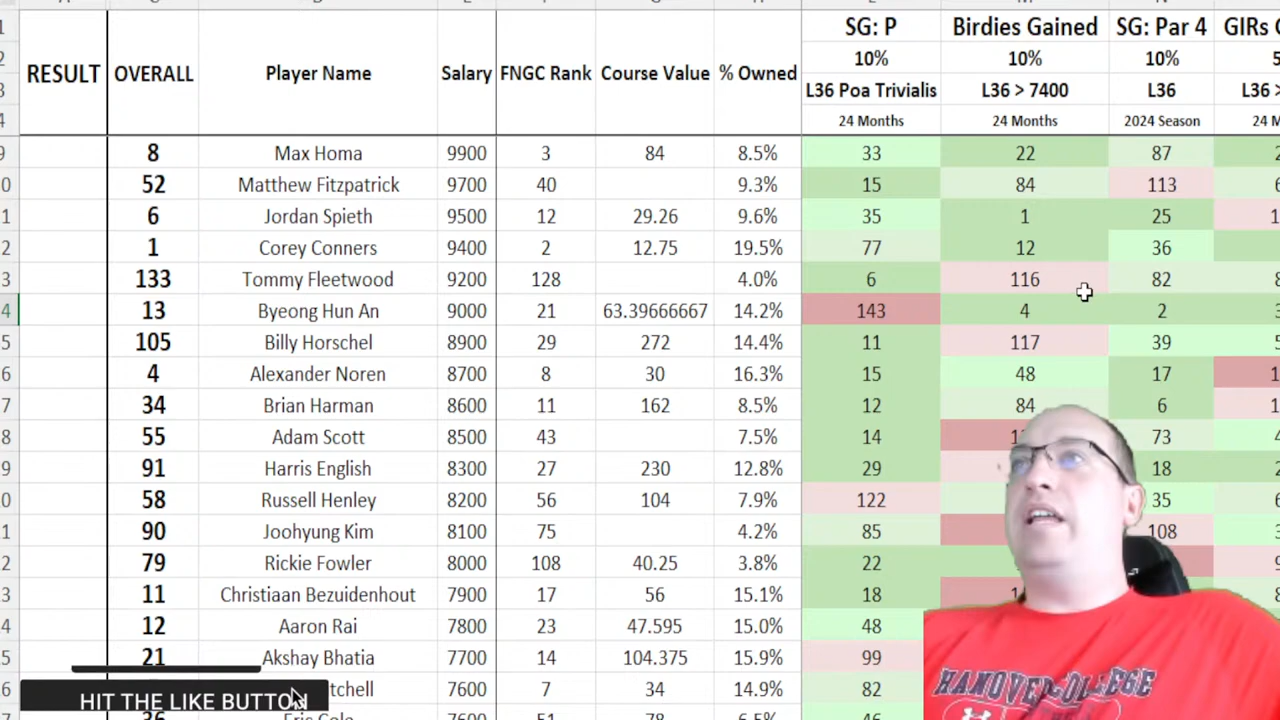 SG: P Birdies Gained SG: Par 4 GIRs
RESULT OVERALL Player Name Salary FNGC Rank Course Value % Owned 10% 10% 10%
L36 Poa Trivialis L36 > 7400 L36 L36 >
24 Months 24 Months 2024 Season
8 Max Homa 9900 3 84 8.5% 33 22 87
52 Matthew Fitzpatrick 9700 40 9.3% 15 84 113
6 Jordan Spieth 9500 12 29.26 9.6% 35 1 25
1 Corey Conners 9400 2 12.75 19.5% 77 12 36
133 Tommy Fleetwood 9200 128 4.0% 6 116 82
13 Byeong Hun An 9000 21 63.39666667 14.2% 143 4 2
105 Billy Horschel 8900 29 272 14.4% 11 117 39
4 Alexander Noren 8700 8 30 16.3% 15 48 17
34 Brian Harman 8600 11 162 8.5% 12 84 6
55 Adam Scott 8500 43 7.5% 14 73
91 Harris English 8300 27 230 12.8% 29 18
58 Russell Henley 8200 56 104 7.9% 122 35
90 Joohyung Kim 8100 75 4.2% 85 108
79 Rickie Fowler 8000 108 40.25 3.8% 22
11 Christiaan Bezuidenhout 7900 17 56 15.1% 18
12 Aaron Rai 7800 23 47.595 15.0% 48
21 Akshay Bhatia 7700 14 104.375 15.9% 99
7600 7 34 14.9% 82
HIT THE LIKE BUTTON
HANOVER COLLEGE